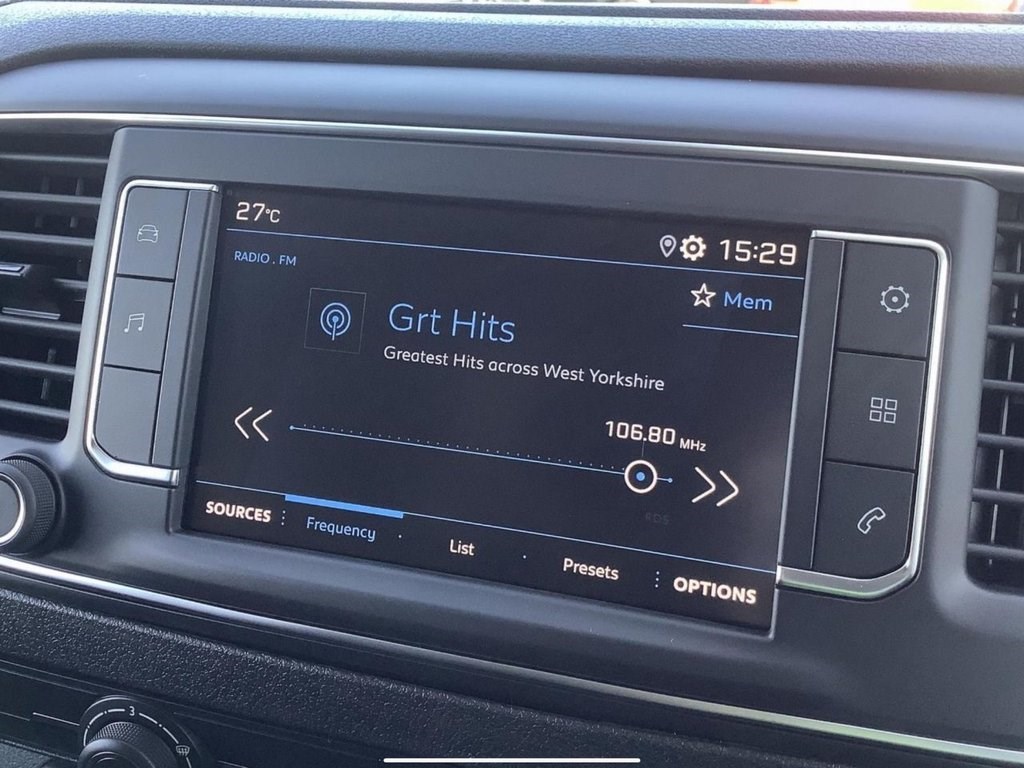 27°C
15:29
RADIO . FM
Mem
Grt Hits
Greatest Hits across West Yorkshire
106.80 MHz
SOURCES
Frequency
List
Presets
OPTIONS
3